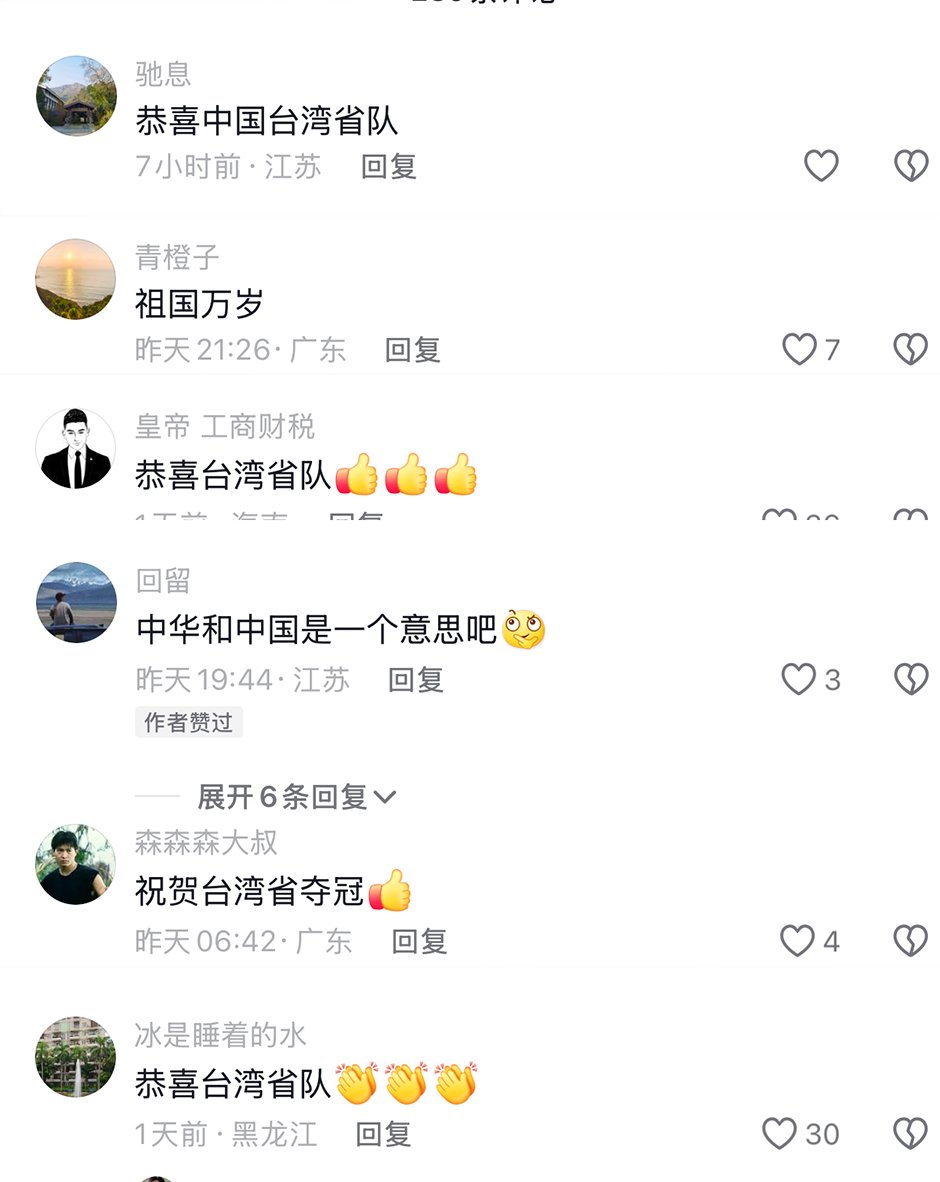 驰息
恭喜中国台湾省队
7小时前 · 江苏 回复
青橙子
祖国万岁
昨天 21:26 · 广东 回复 7
皇帝 工商财税
恭喜台湾省队👍👍👍
回留
中华和中国是一个意思吧🤔
昨天 19:44 · 江苏 回复 3
作者赞过
展开 6 条回复
森森森大叔
祝贺台湾省夺冠👍
昨天 06:42 · 广东 回复 4
冰是睡着的水
恭喜台湾省队👏👏👏
1天前 · 黑龙江 回复 30